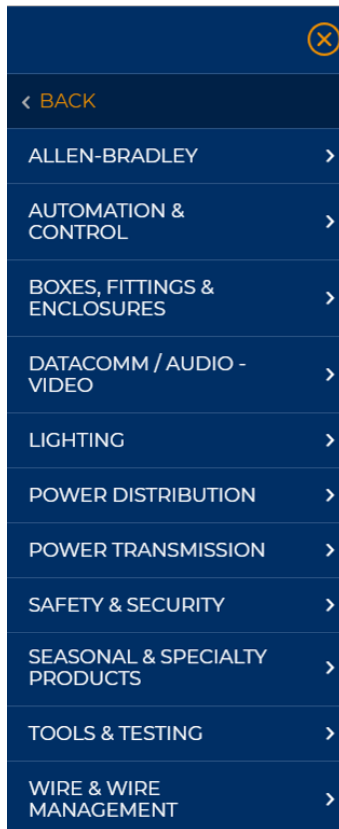 BACK
ALLEN-BRADLEY
AUTOMATION &
CONTROL
BOXES, FITTINGS &
ENCLOSURES
DATACOMM / AUDIO -
VIDEO
LIGHTING
POWER DISTRIBUTION
POWER TRANSMISSION
SAFETY & SECURITY
SEASONAL & SPECIALTY
PRODUCTS
TOOLS & TESTING
WIRE & WIRE
MANAGEMENT